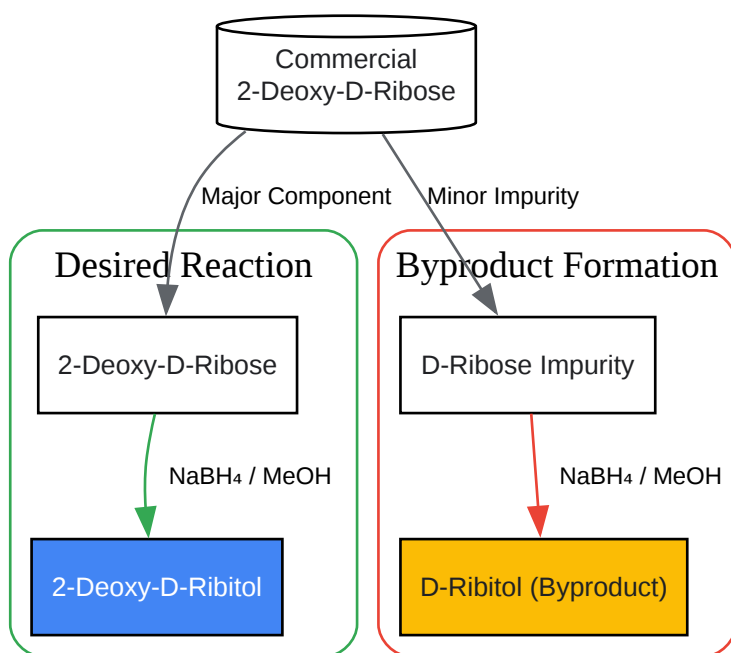 Commercial
2-Deoxy-D-Ribose
Major Component
Minor Impurity
Desired Reaction
Byproduct Formation
2-Deoxy-D-Ribose
D-Ribose Impurity
NaBH₄ / MeOH
NaBH₄ / MeOH
2-Deoxy-D-Ribitol
D-Ribitol (Byproduct)